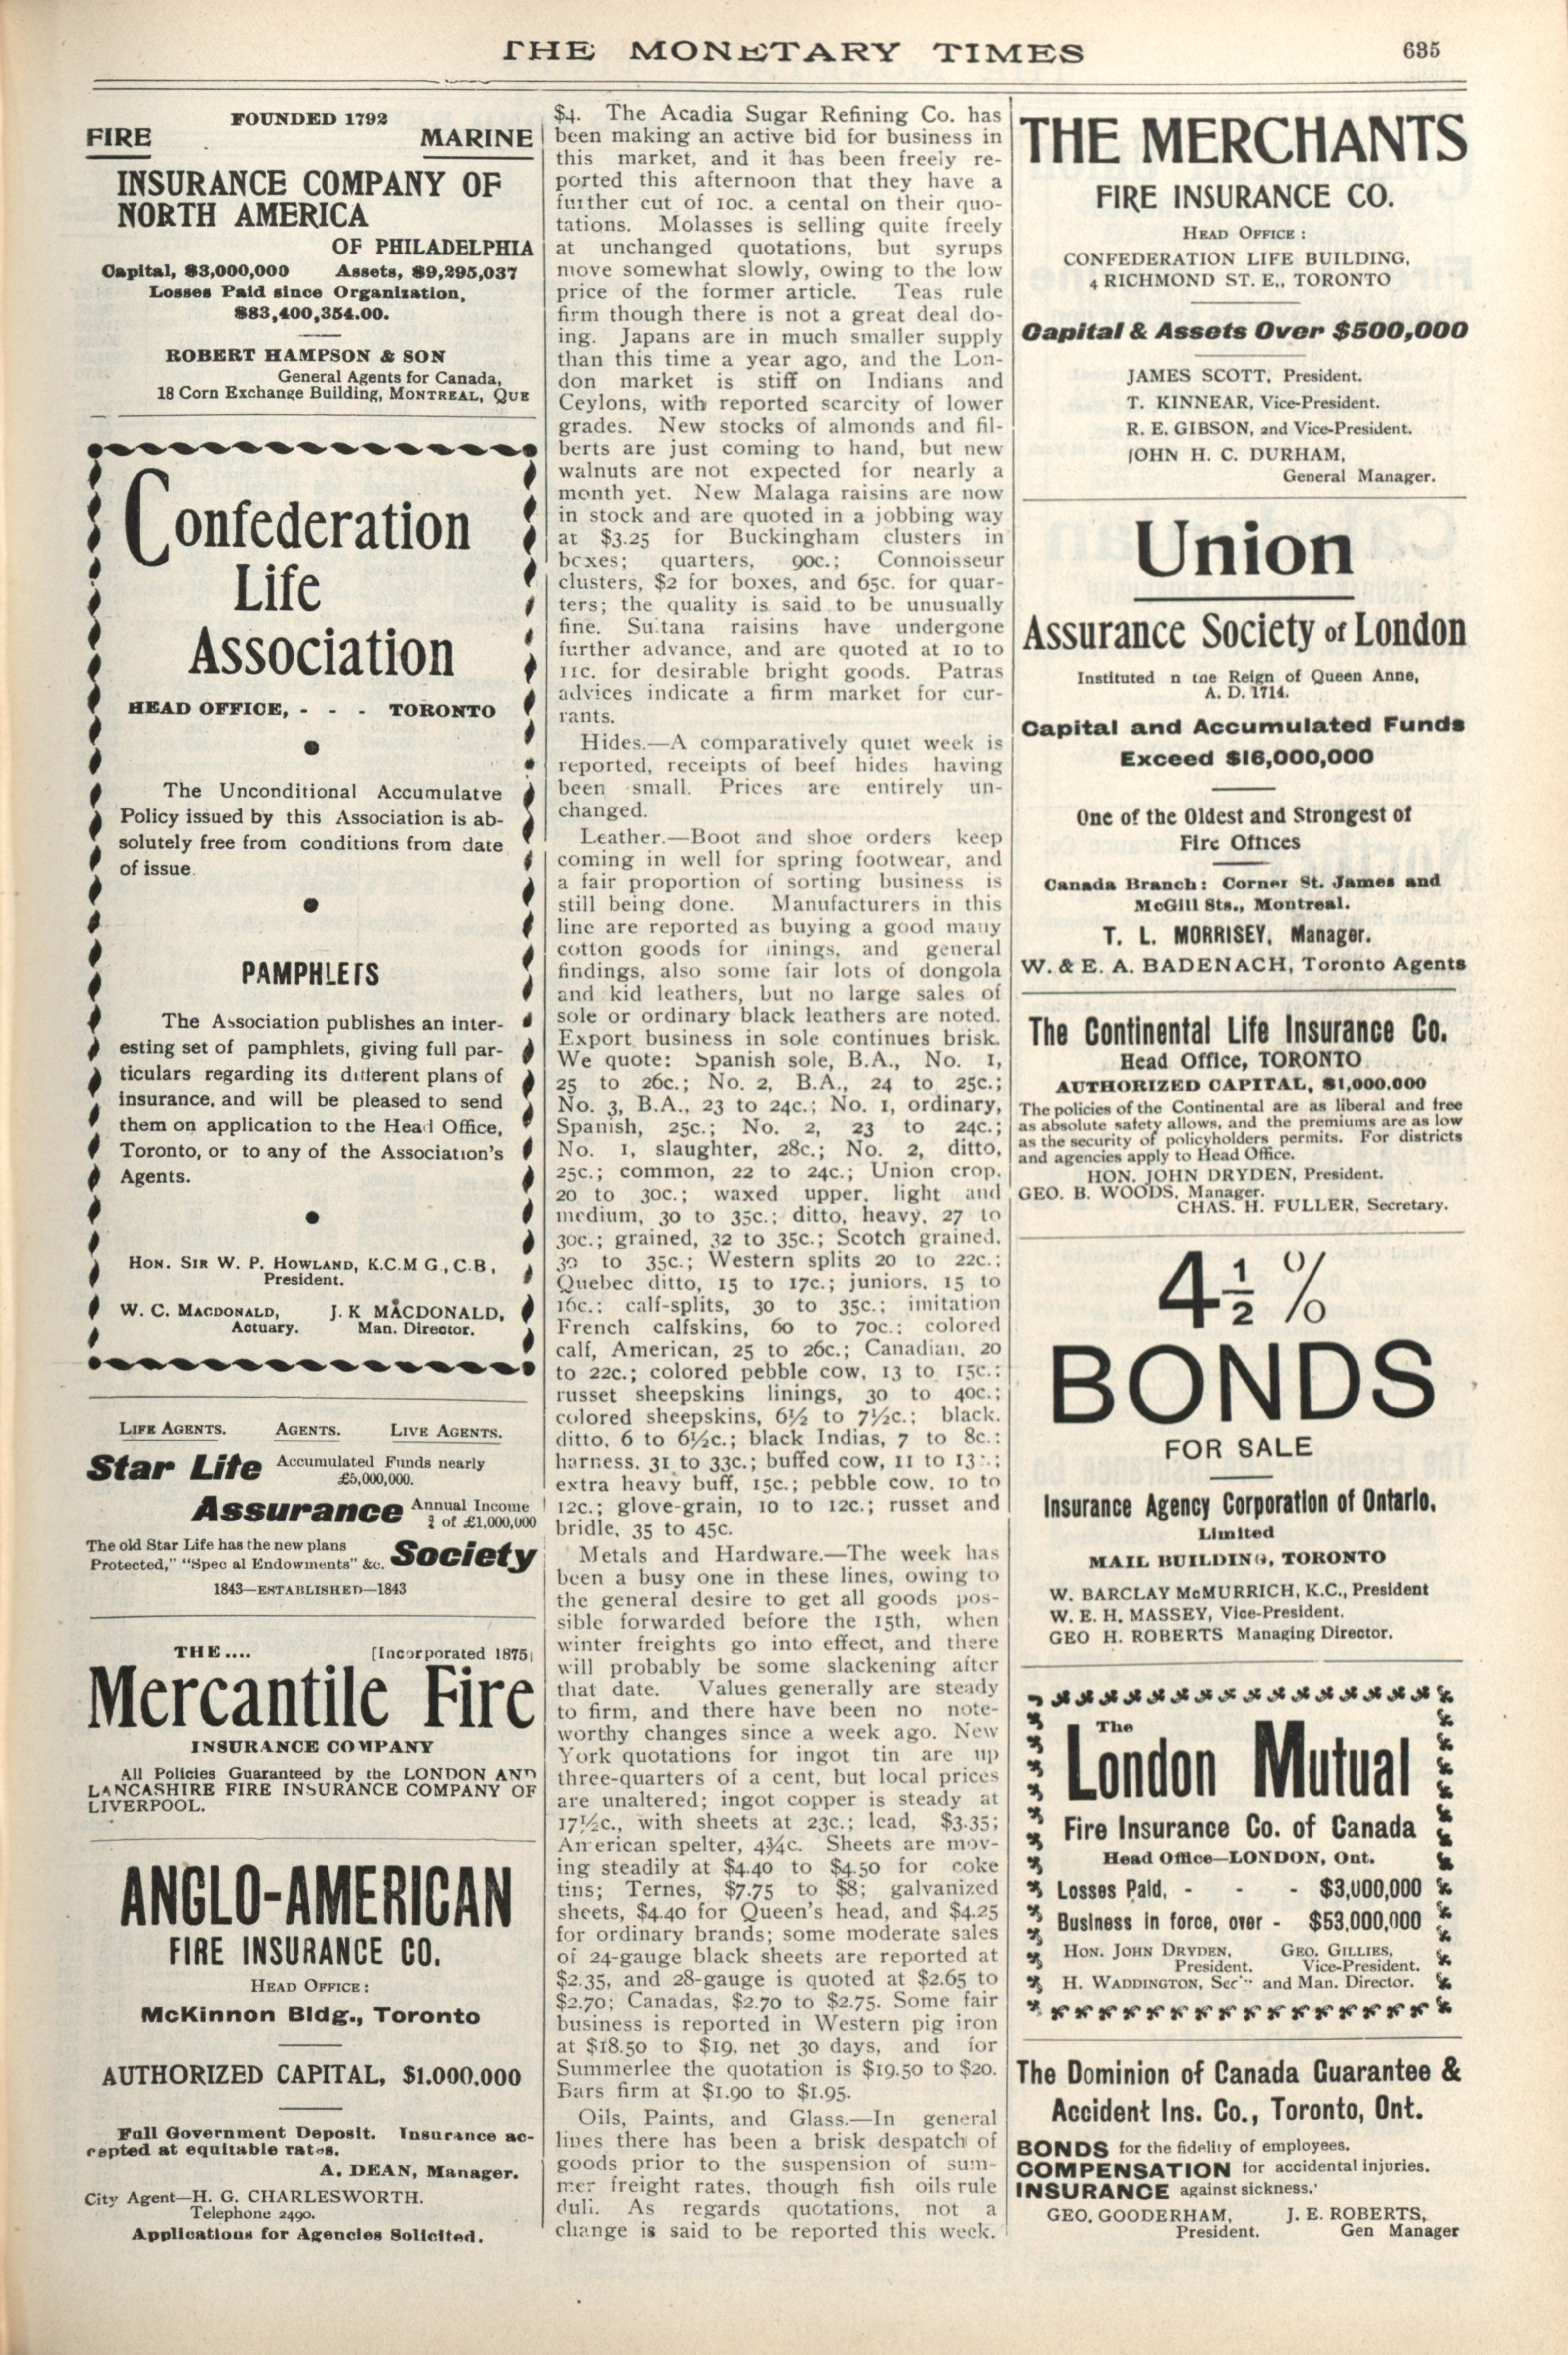 THE MONETARY TIMES 635
FOUNDED 1792
FIRE MARINE
INSURANCE COMPANY OF
NORTH AMERICA
OF PHILADELPHIA
Capital, $3,000,000 Assets, $9,295,037
Losses Paid since Organization,
$83,400,354.00.
ROBERT HAMPSON & SON
General Agents for Canada,
18 Corn Exchange Building, MONTREAL, QUE
Confederation
Life
Association
HEAD OFFICE, - - - TORONTO
The Unconditional Accumulatve
Policy issued by this Association is ab-
solutely free from conditions from date
of issue.
PAMPHLETS
The Association publishes an inter-
esting set of pamphlets, giving full par-
ticulars regarding its different plans of
insurance, and will be pleased to send
them on application to the Head Office,
Toronto, or to any of the Association's
Agents.
HON. SIR W. P. HOWLAND, K.C.M G., C.B,
President.
W. C. MACDONALD, J. K MACDONALD,
Actuary. Man. Director.
LIFE AGENTS. AGENTS. LIVE AGENTS.
Star Life Accumulated Funds nearly
£5,000,000.
Assurance Annual Income
¾ of £1,000,000
The old Star Life has the new plans
Protected," "Spec al Endowments" &c. Society
1843—ESTABLISHED—1843
THE.... [Incorporated 1875]
Mercantile Fire
INSURANCE COMPANY
All Policies Guaranteed by the LONDON AND
LANCASHIRE FIRE INSURANCE COMPANY OF
LIVERPOOL.
ANGLO-AMERICAN
FIRE INSURANCE CO.
HEAD OFFICE:
McKinnon Bldg., Toronto
AUTHORIZED CAPITAL, $1.000,000
Full Government Deposit. Insurance ac-
cepted at equitable rates.
A. DEAN, Manager.
City Agent—H. G. CHARLESWORTH.
Telephone 2490.
Applications for Agencies Solicited.
$4. The Acadia Sugar Refining Co. has
been making an active bid for business in
this market, and it has been freely re-
ported this afternoon that they have a
further cut of 10c. a cental on their quo-
tations. Molasses is selling quite freely
at unchanged quotations, but syrups
move somewhat slowly, owing to the low
price of the former article. Teas rule
firm though there is not a great deal do-
ing. Japans are in much smaller supply
than this time a year ago, and the Lon-
don market is stiff on Indians and
Ceylons, with reported scarcity of lower
grades. New stocks of almonds and fil-
berts are just coming to hand, but new
walnuts are not expected for nearly a
month yet. New Malaga raisins are now
in stock and are quoted in a jobbing way
at $3.25 for Buckingham clusters in
boxes; quarters, 90c.; Connoisseur
clusters, $2 for boxes, and 65c. for quar-
ters; the quality is said to be unusually
fine. Sultana raisins have undergone
further advance, and are quoted at 10 to
11c. for desirable bright goods. Patras
advices indicate a firm market for cur-
rants.
Hides.—A comparatively quiet week is
reported, receipts of beef hides having
been small. Prices are entirely un-
changed.
Leather.—Boot and shoe orders keep
coming in well for spring footwear, and
a fair proportion of sorting business is
still being done. Manufacturers in this
line are reported as buying a good many
cotton goods for linings, and general
findings, also some fair lots of dongola
and kid leathers, but no large sales of
sole or ordinary black leathers are noted.
Export business in sole continues brisk.
We quote: Spanish sole, B.A., No. 1,
25 to 26c.; No. 2, B.A., 24 to 25c.;
No. 3, B.A., 23 to 24c.; No. 1, ordinary,
Spanish, 25c.; No. 2, 23 to 24c.;
No. 1, slaughter, 28c.; No. 2, ditto,
25c.; common, 22 to 24c.; Union crop.
20 to 30c.; waxed upper, light and
medium, 30 to 35c.; ditto, heavy, 27 to
30c.; grained, 32 to 35c.; Scotch grained.
30 to 35c.; Western splits 20 to 22c.;
Quebec ditto, 15 to 17c.; juniors, 15 to
16c.: calf-splits, 30 to 35c.; imitation
French calfskins, 60 to 70c.; colored
calf, American, 25 to 26c.; Canadian, 20
to 22c.; colored pebble cow, 13 to 15c.;
russet sheepskins linings, 30 to 40c.;
colored sheepskins, 6½ to 7½c.; black.
ditto, 6 to 6½c.; black Indias, 7 to 8c.:
harness, 31 to 33c.; buffed cow, 11 to 13c.;
extra heavy buff, 15c.; pebble cow, 10 to
12c.; glove-grain, 10 to 12c.; russet and
bridle, 35 to 45c.
Metals and Hardware.—The week has
been a busy one in these lines, owing to
the general desire to get all goods pos-
sible forwarded before the 15th, when
winter freights go into effect, and there
will probably be some slackening after
that date. Values generally are steady
to firm, and there have been no note-
worthy changes since a week ago. New
York quotations for ingot tin are up
three-quarters of a cent, but local prices
are unaltered; ingot copper is steady at
17½c., with sheets at 23c.; lead, $3.35;
American spelter, 4¾c. Sheets are mov-
ing steadily at $4.40 to $4.50 for coke
tins; Ternes, $7.75 to $8; galvanized
sheets, $4.40 for Queen's head, and $4.25
for ordinary brands; some moderate sales
of 24-gauge black sheets are reported at
$2.35, and 28-gauge is quoted at $2.65 to
$2.70; Canadas, $2.70 to $2.75. Some fair
business is reported in Western pig iron
at $18.50 to $19, net 30 days, and for
Summerlee the quotation is $19.50 to $20.
Bars firm at $1.90 to $1.95.
Oils, Paints, and Glass.—In general
lines there has been a brisk despatch of
goods prior to the suspension of sum-
mer freight rates, though fish oils rule
dull. As regards quotations, not a
change is said to be reported this week.
THE MERCHANTS
FIRE INSURANCE CO.
HEAD OFFICE:
CONFEDERATION LIFE BUILDING,
4 RICHMOND ST. E., TORONTO
Capital & Assets Over $500,000
JAMES SCOTT, President.
T. KINNEAR, Vice-President.
R. E. GIBSON, 2nd Vice-President.
JOHN H. C. DURHAM,
General Manager.
Union
Assurance Society of London
Instituted n the Reign of Queen Anne,
A. D. 1714.
Capital and Accumulated Funds
Exceed $16,000,000
One of the Oldest and Strongest of
Fire Offices
Canada Branch: Corner St. James and
McGill Sts., Montreal.
T. L. MORRISEY, Manager.
W. & E. A. BADENACH, Toronto Agents
The Continental Life Insurance Co.
Head Office, TORONTO
AUTHORIZED CAPITAL, $1,000,000
The policies of the Continental are as liberal and free
as absolute safety allows, and the premiums are as low
as the security of policyholders permits. For districts
and agencies apply to Head Office.
HON. JOHN DRYDEN, President.
GEO. B. WOODS, Manager.
CHAS. H. FULLER, Secretary.
4½%
BONDS
FOR SALE
Insurance Agency Corporation of Ontario,
Limited
MAIL BUILDING, TORONTO
W. BARCLAY McMURRICH, K.C., President
W. E. H. MASSEY, Vice-President.
GEO H. ROBERTS Managing Director.
The
London Mutual
Fire Insurance Co. of Canada
Head Office—LONDON, Ont.
Losses Paid, - - - $3,000,000
Business in force, over - $53,000,000
HON. JOHN DRYDEN, GEO. GILLIES,
President. Vice-President.
H. WADDINGTON, Sec'y and Man. Director.
The Dominion of Canada Guarantee &
Accident Ins. Co., Toronto, Ont.
BONDS for the fidelity of employees.
COMPENSATION for accidental injuries.
INSURANCE against sickness.
GEO. GOODERHAM, J. E. ROBERTS,
President. Gen Manager